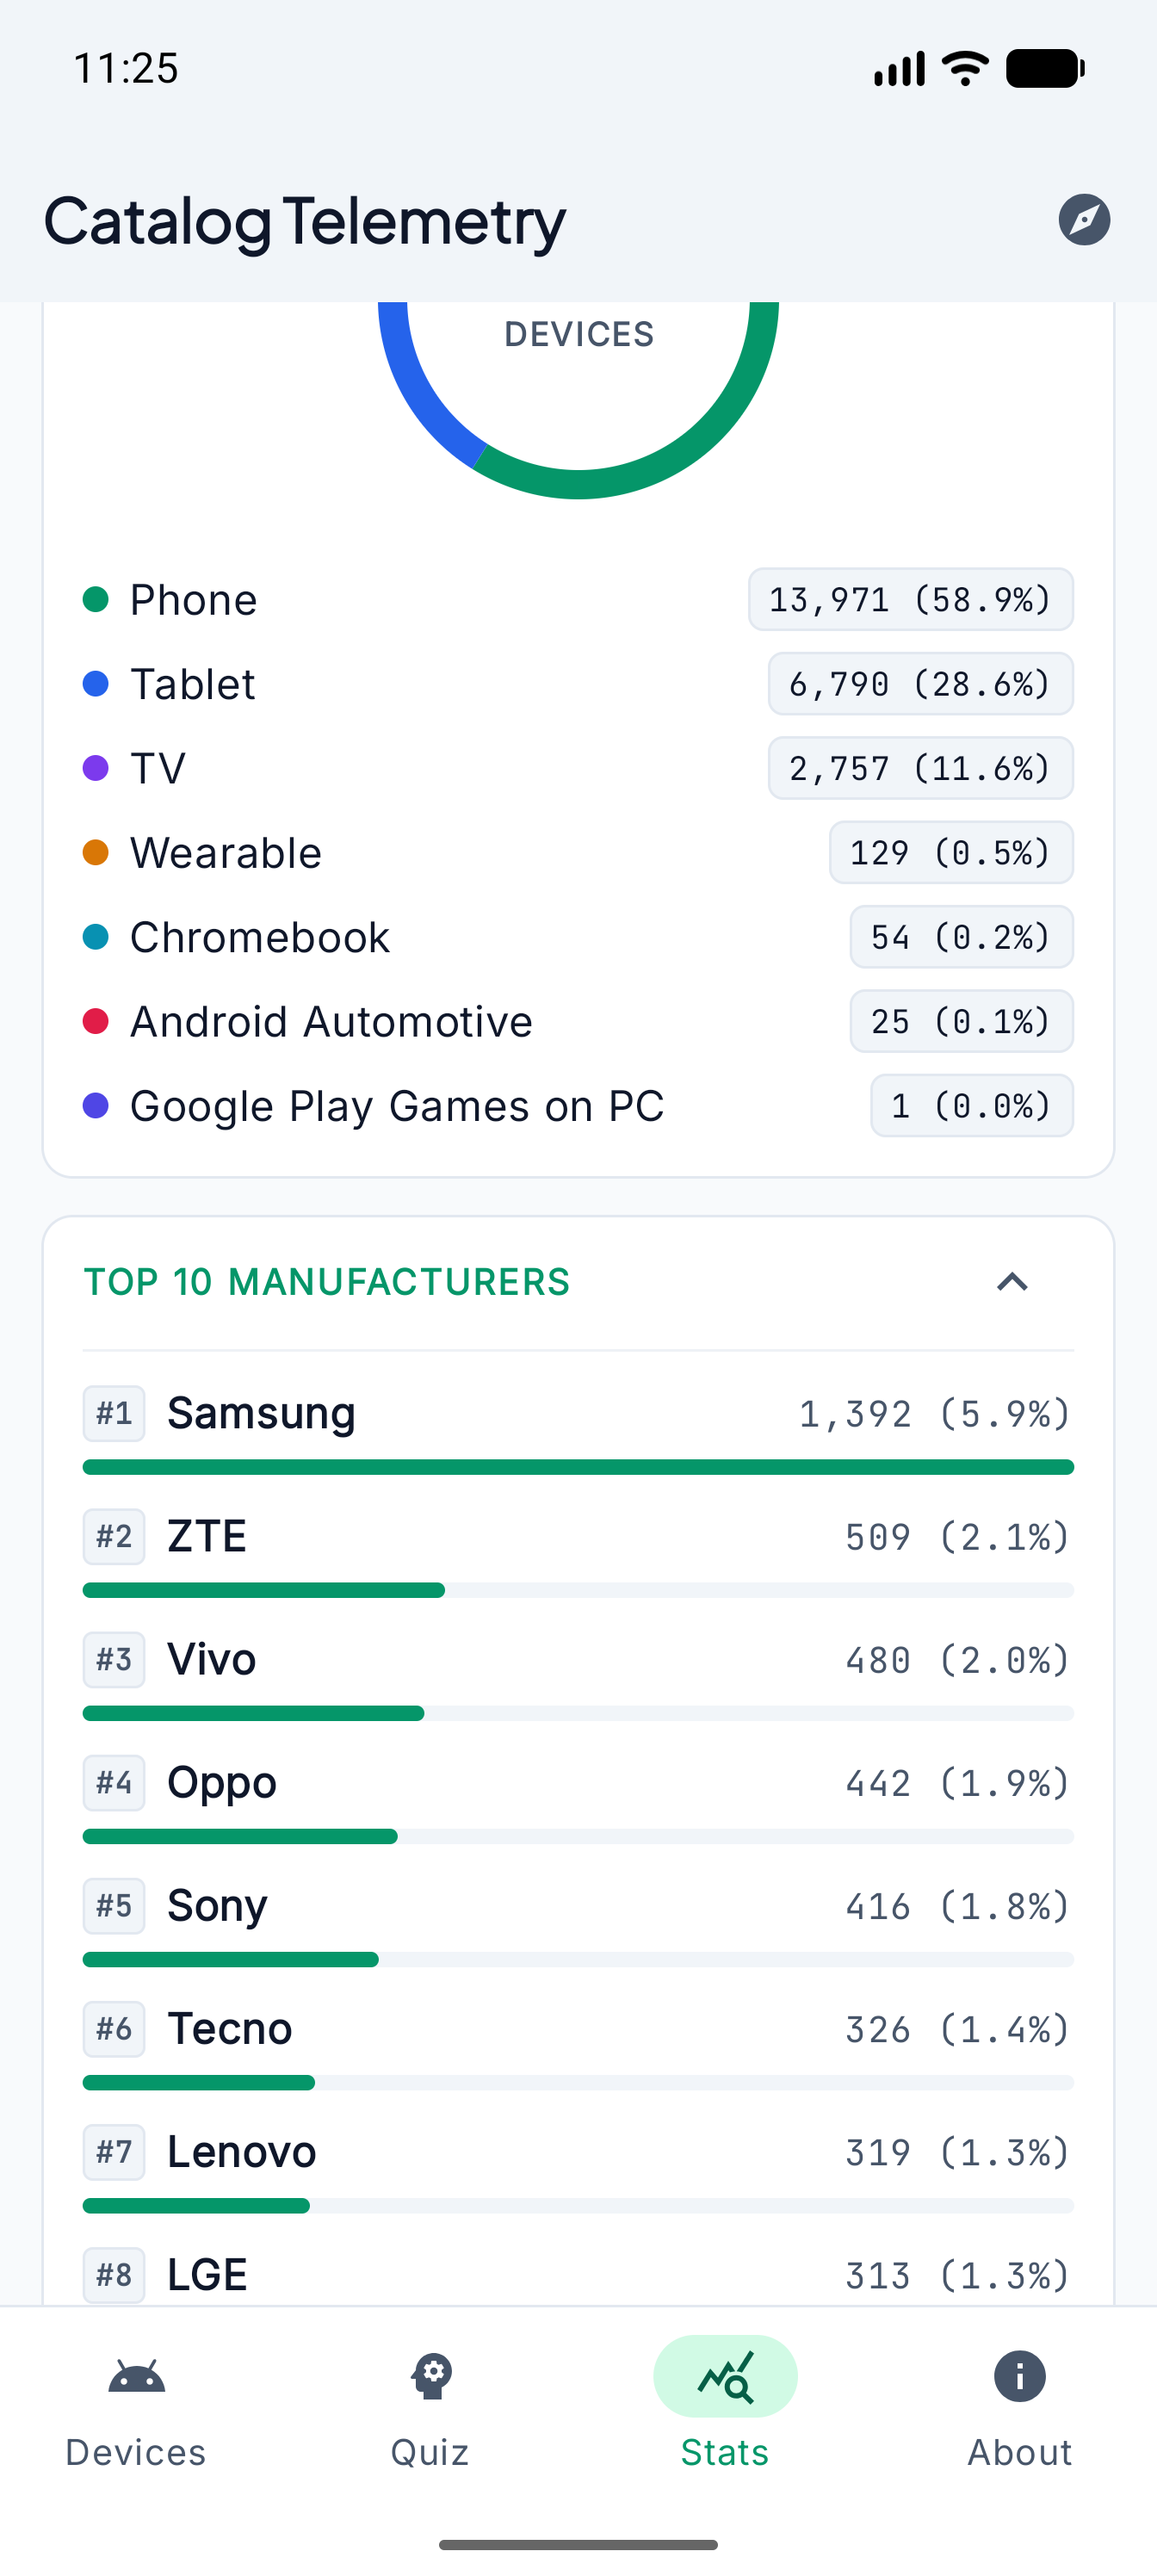 11:25
Catalog Telemetry
DEVICES
Phone 13,971 (58.9%)
Tablet 6,790 (28.6%)
TV 2,757 (11.6%)
Wearable 129 (0.5%)
Chromebook 54 (0.2%)
Android Automotive 25 (0.1%)
Google Play Games on PC 1 (0.0%)
TOP 10 MANUFACTURERS
#1 Samsung 1,392 (5.9%)
#2 ZTE 509 (2.1%)
#3 Vivo 480 (2.0%)
#4 Oppo 442 (1.9%)
#5 Sony 416 (1.8%)
#6 Tecno 326 (1.4%)
#7 Lenovo 319 (1.3%)
#8 LGE 313 (1.3%)
Devices Quiz Stats About